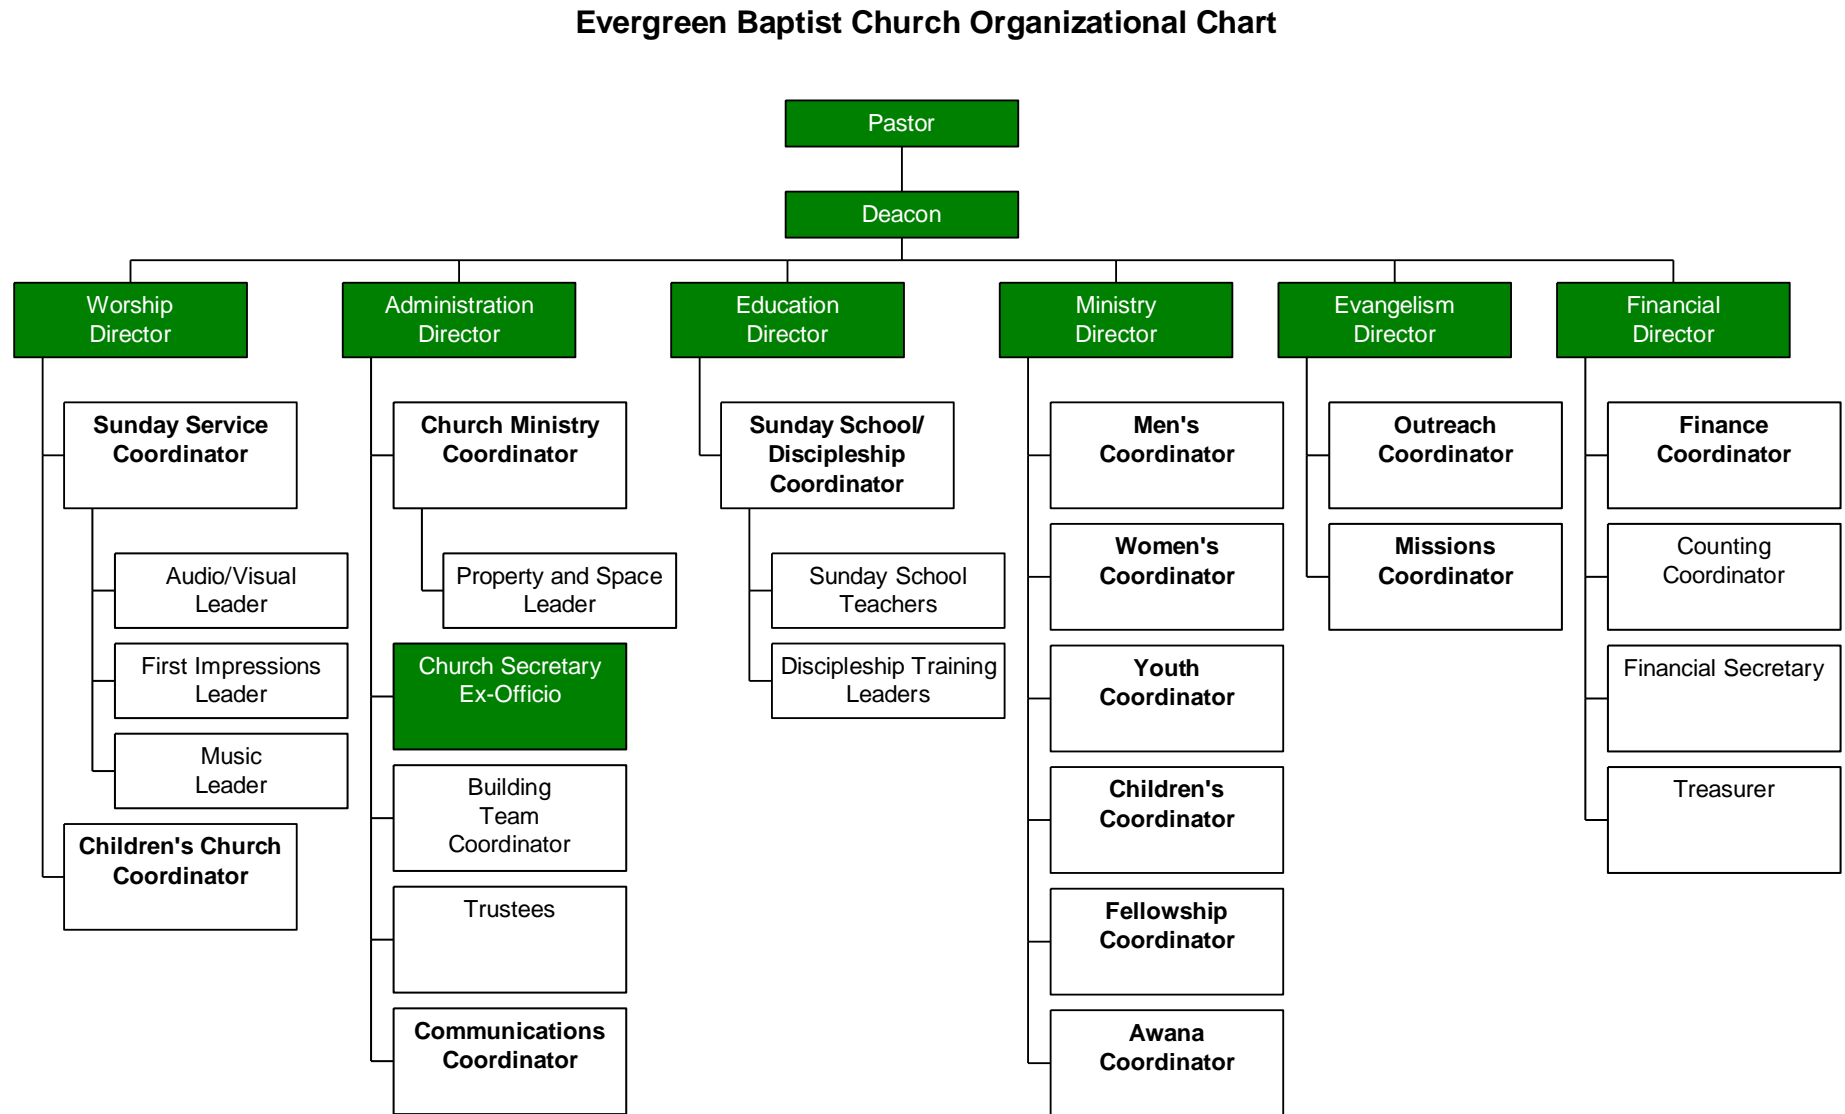 Evergreen Baptist Church Organizational Chart
Pastor
Deacon
Worship
Director
Administration
Director
Education
Director
Ministry
Director
Evangelism
Director
Financial
Director
Sunday Service
Coordinator
Audio/Visual
Leader
First Impressions
Leader
Music
Leader
Children's Church
Coordinator
Church Ministry
Coordinator
Property and Space
Leader
Church Secretary
Ex-Officio
Building
Team
Coordinator
Trustees
Communications
Coordinator
Sunday School/
Discipleship
Coordinator
Sunday School
Teachers
Discipleship Training
Leaders
Men's
Coordinator
Women's
Coordinator
Youth
Coordinator
Children's
Coordinator
Fellowship
Coordinator
Awana
Coordinator
Outreach
Coordinator
Missions
Coordinator
Finance
Coordinator
Counting
Coordinator
Financial Secretary
Treasurer